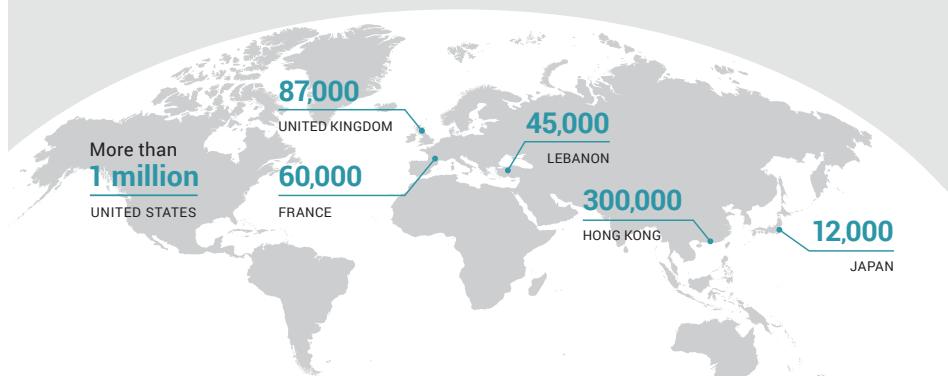 87,000
UNITED KINGDOM
45,000
LEBANON
More than
1 million
UNITED STATES
60,000
FRANCE
300,000
HONG KONG
12,000
JAPAN